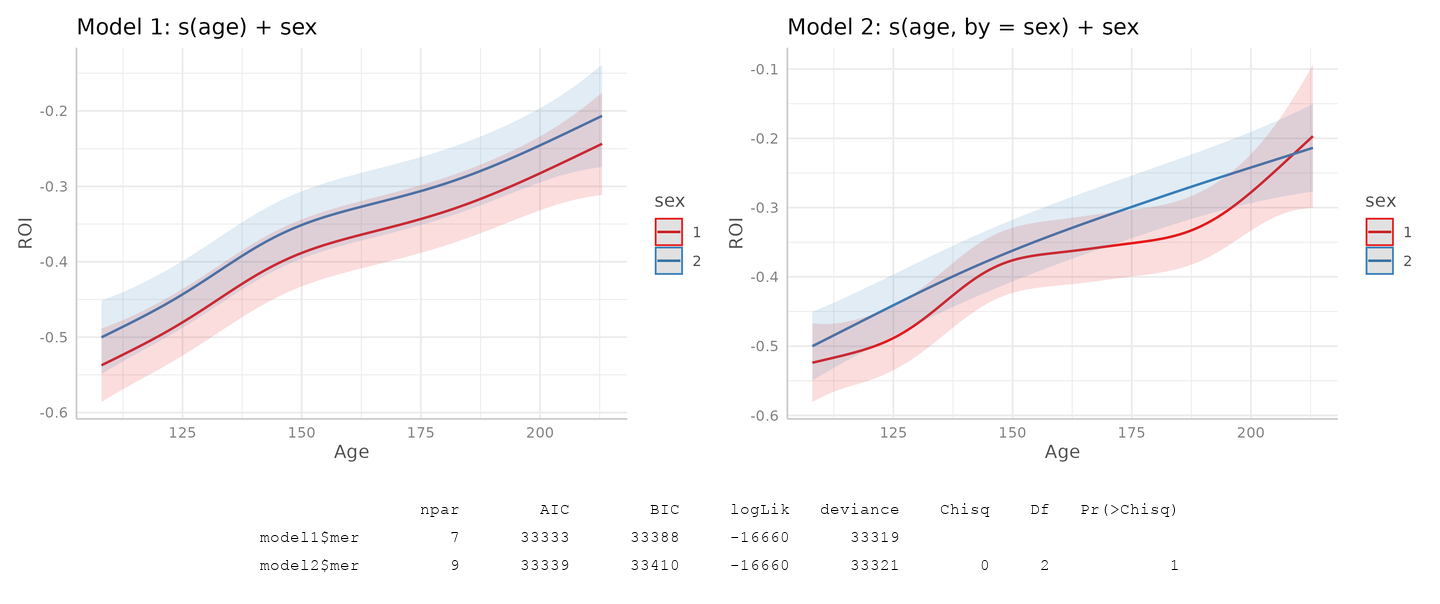 Model 1: s(age) + sex
-0.2
-0.3
-0.4
-0.5
-0.6
ROI
125 150 175 200
Age
sex
1
2
Model 2: s(age, by = sex) + sex
-0.1
-0.2
-0.3
-0.4
-0.5
-0.6
ROI
125 150 175 200
Age
sex
1
2
npar AIC BIC logLik deviance Chisq Df Pr(>Chisq)
model1$mer 7 33333 33388 -16660 33319
model2$mer 9 33339 33410 -16660 33321 0 2 1